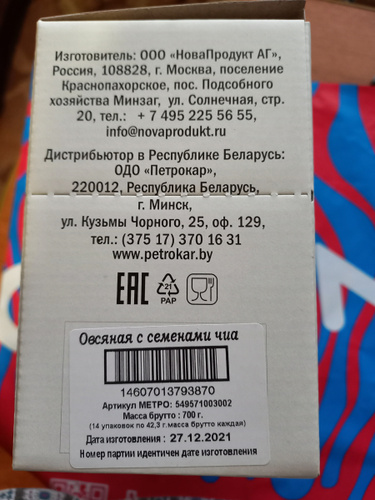 Изготовитель: ООО «НоваПродукт АГ»,
Россия, 108828, г. Москва, поселение
Краснопахорское, пос. Подсобного
хозяйства Минзаг, ул. Солнечная, стр.
20, тел.: + 7 495 225 56 55,
info@novaprodukt.ru
Дистрибьютор в Республике Беларусь:
ОДО «Петрокар»,
220012, Республика Беларусь,
г. Минск,
ул. Кузьмы Чорного, 25, оф. 129,
тел.: (375 17) 370 16 31
www.petrokar.by
EAC
21
PAP
Овсяная с семенами чиа
14607013793870
Артикул МЕТРО: 549571003002
Масса брутто : 700 г.
(14 упаковок по 42,3 г.масса брутто каждая)
Дата изготовления : 27.12.2021
Номер партии идентичен дате изготовления